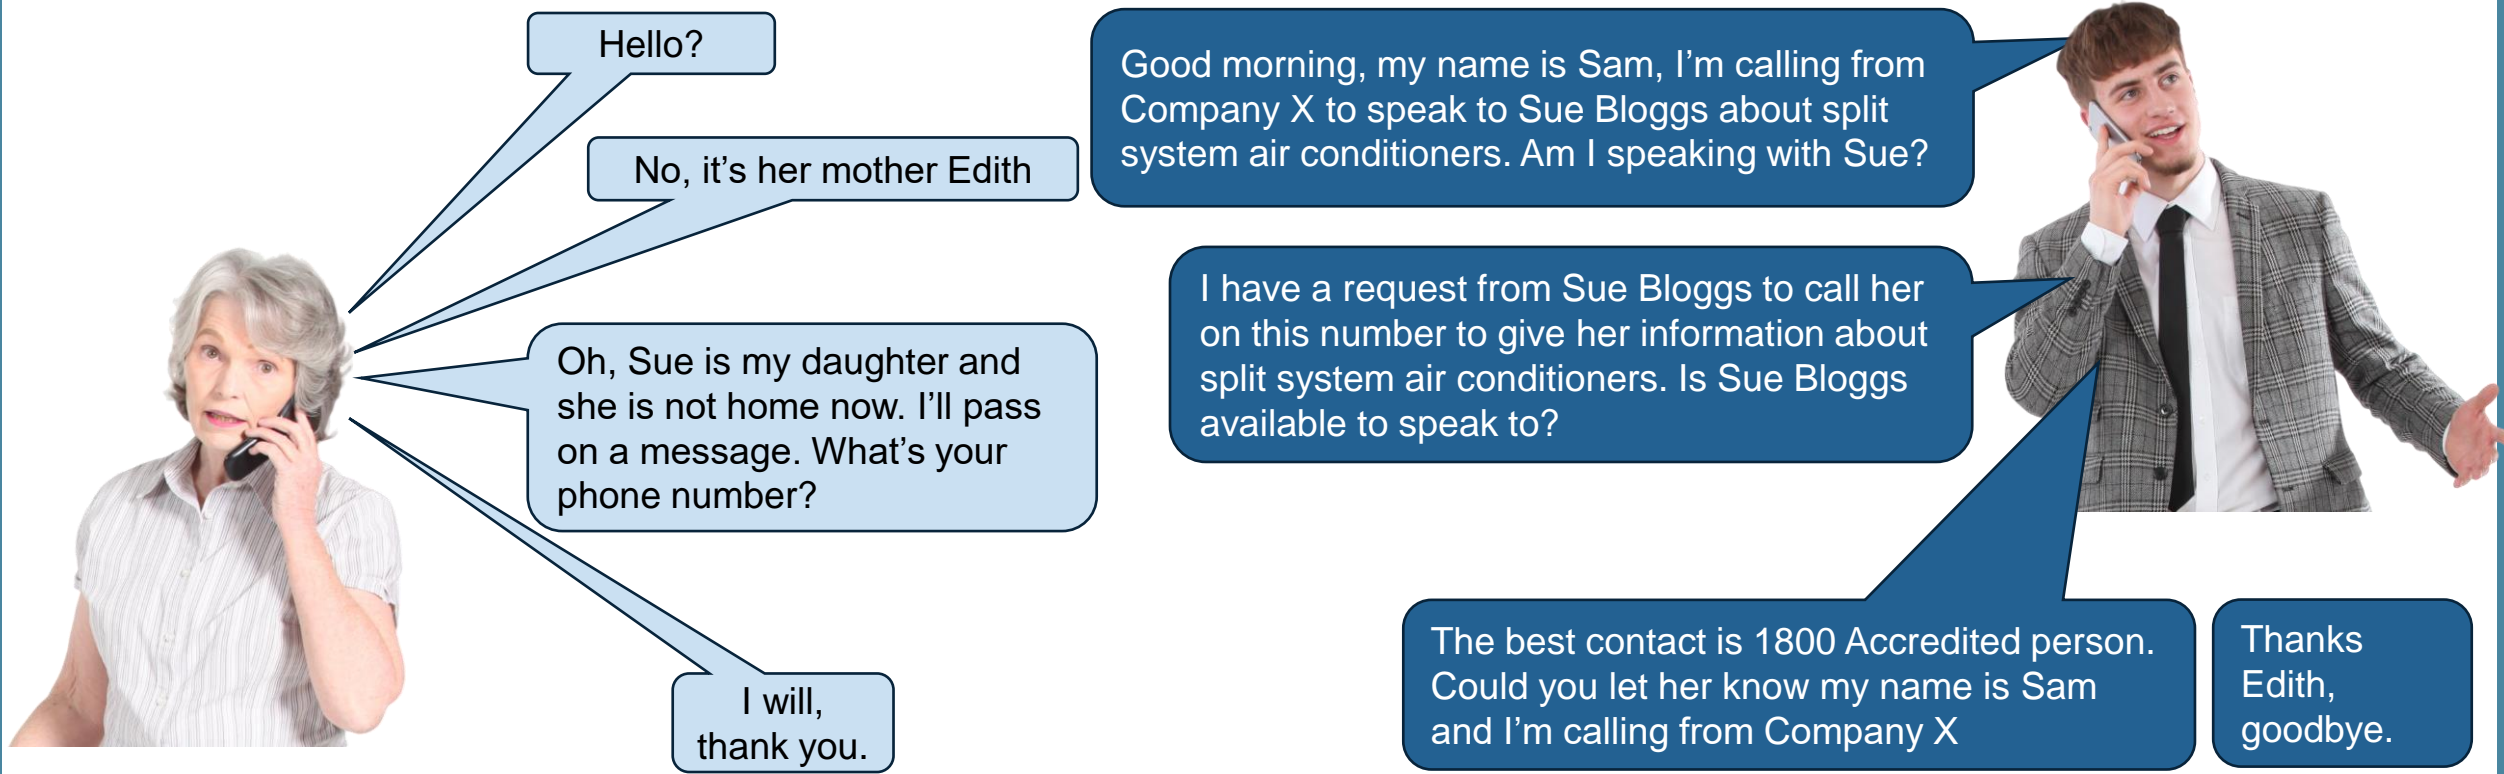 Hello?
Good morning, my name is Sam, I’m calling from
Company X to speak to Sue Bloggs about split
system air conditioners. Am I speaking with Sue?
No, it’s her mother Edith
I have a request from Sue Bloggs to call her
on this number to give her information about
split system air conditioners. Is Sue Bloggs
available to speak to?
Oh, Sue is my daughter and
she is not home now. I’ll pass
on a message. What’s your
phone number?
The best contact is 1800 Accredited person.
Could you let her know my name is Sam
and I’m calling from Company X
I will,
thank you.
Thanks
Edith,
goodbye.